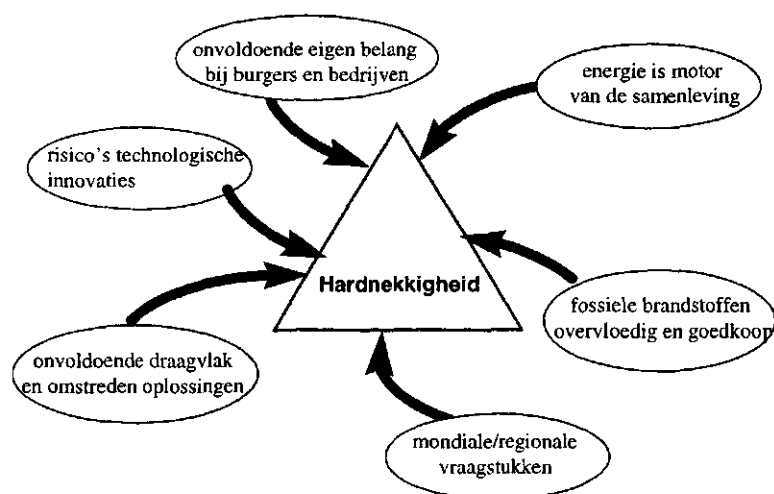 onvoldoende eigen belang
bij burgers en bedrijven
energie is motor
van de samenleving
risico's technologische
innovaties
Hardnekkigheid
fossiele brandstoffen
overvloedig en goedkoop
onvoldoende draagvlak
en omstreden oplossingen
mondiale/regionale
vraagstukken